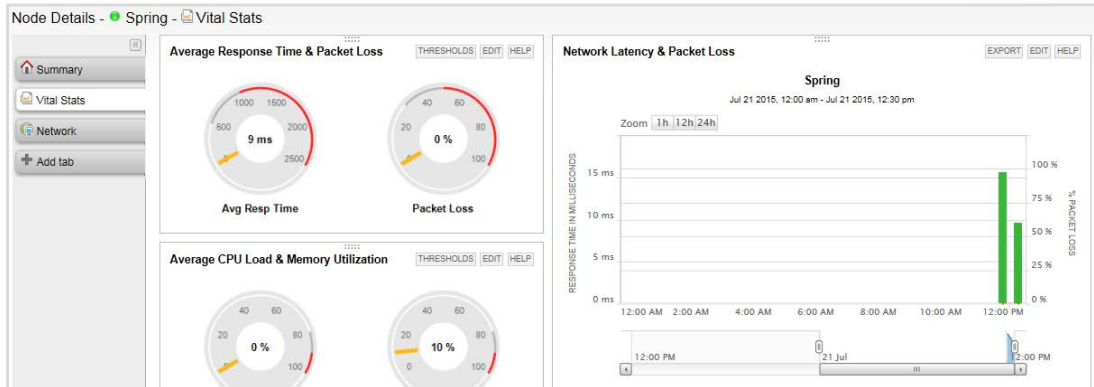 Node Details - Spring - Vital Stats
Summary
Vital Stats
Network
Add tab
Average Response Time & Packet Loss
THRESHOLDS EDIT HELP
500 1000 1500 2000 2500
9 ms
Avg Resp Time
0 20 40 60 80 100
0 %
Packet Loss
Average CPU Load & Memory Utilization
THRESHOLDS EDIT HELP
0 20 40 60 80 100
0 %
0 20 40 60 80 100
10 %
Network Latency & Packet Loss
EXPORT EDIT HELP
Spring
Jul 21 2015, 12:00 am - Jul 21 2015, 12:30 pm
Zoom 1h 12h 24h
RESPONSE TIME IN MILLISECONDS
15 ms
10 ms
5 ms
0 ms
100 %
75 %
50 %
25 %
0 %
% PACKET LOSS
12:00 AM 2:00 AM 4:00 AM 6:00 AM 8:00 AM 10:00 AM 12:00 PM
12:00 PM 21 Jul 12:00 PM